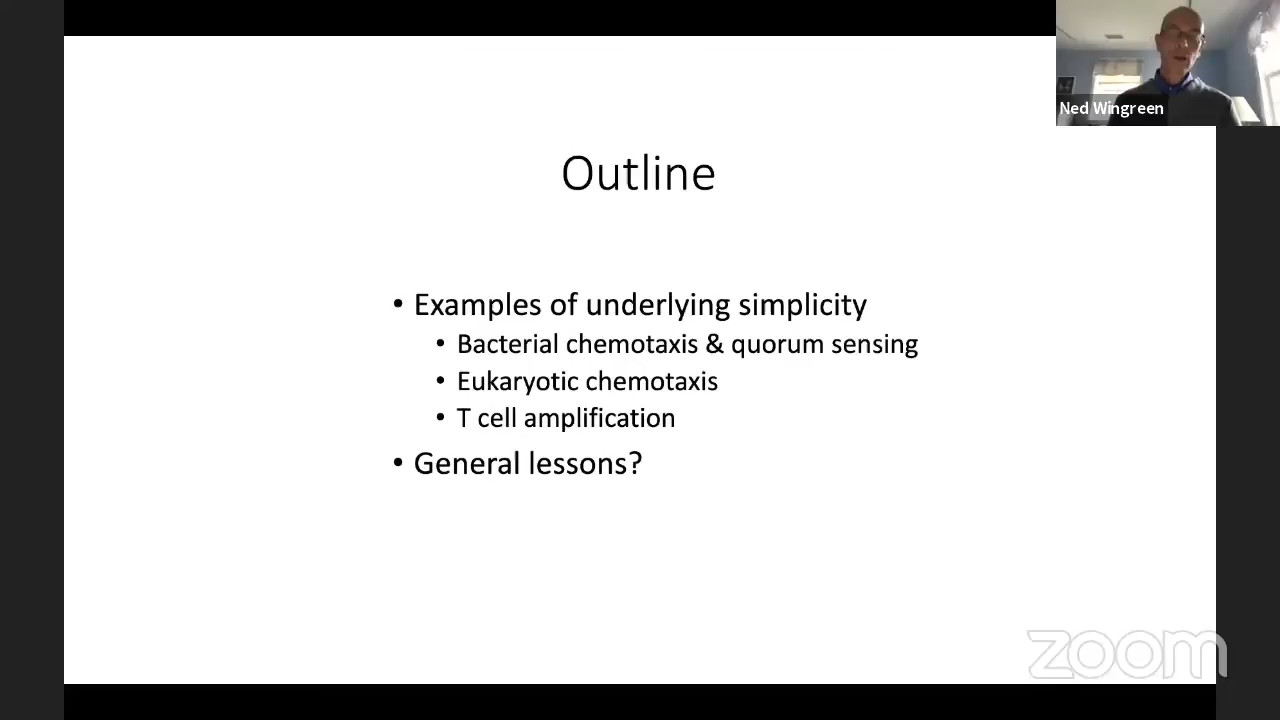 Ned Wingreen
Outline
• Examples of underlying simplicity
• Bacterial chemotaxis & quorum sensing
• Eukaryotic chemotaxis
• T cell amplification
• General lessons?
zoom